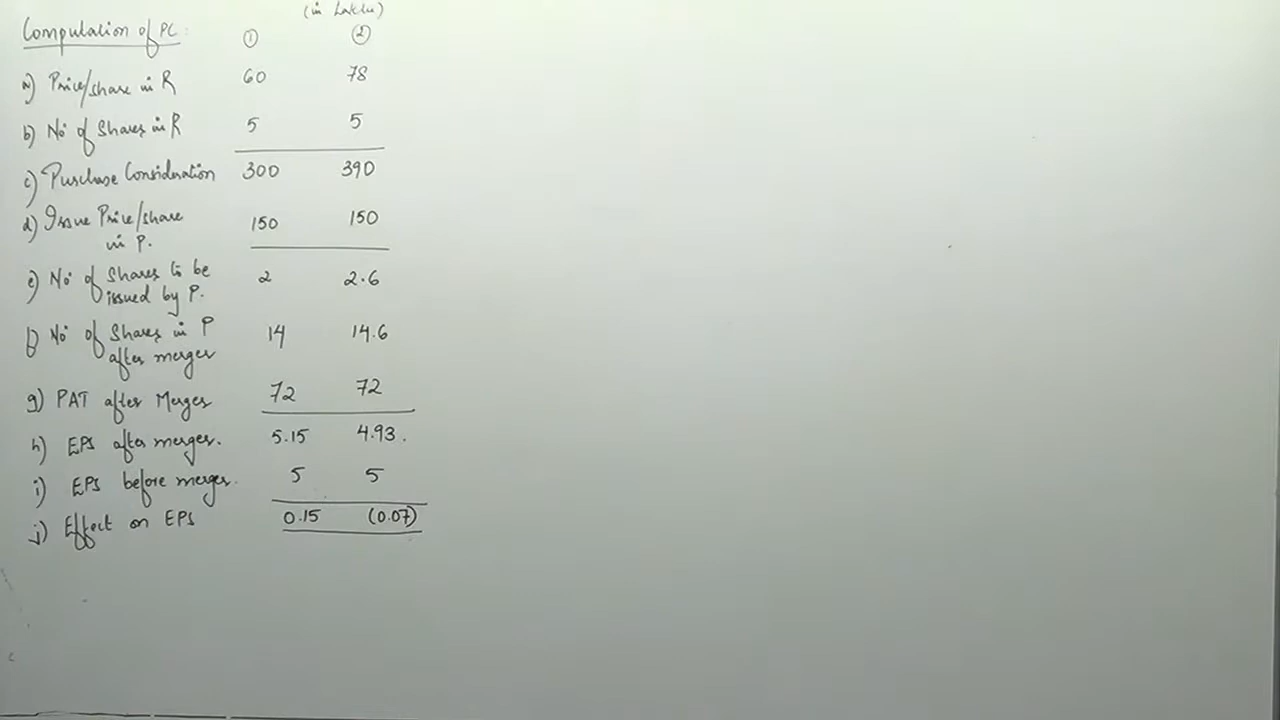 (in Lakhs)
Computation of PC: ① ②
a) Price/share in R 60 78
b) No of Shares in R 5 5
c) Purchase Consideration 300 390
d) Issue Price/share 150 150
in P.
e) No of Shares to be 2 2.6
issued by P.
f) No of Shares in P 14 14.6
after merger
g) PAT after Merger 72 72
h) EPS after merger. 5.15 4.93.
i) EPS before merger. 5 5
j) Effect on EPS 0.15 (0.07)